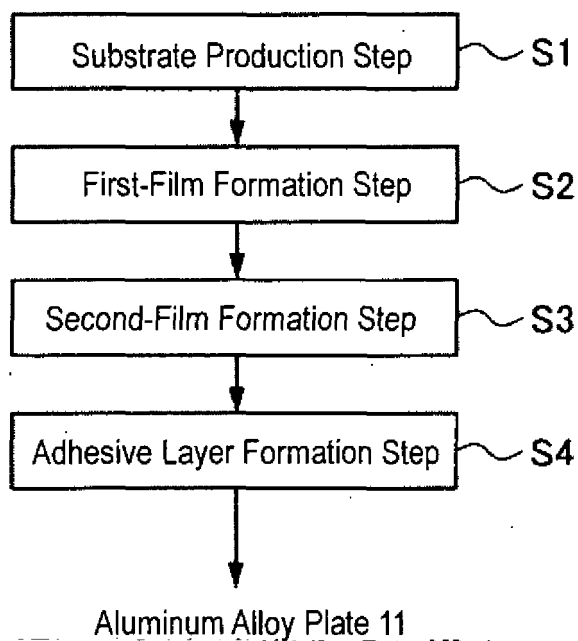 Substrate Production Step S1
First-Film Formation Step S2
Second-Film Formation Step S3
Adhesive Layer Formation Step S4
Aluminum Alloy Plate 11